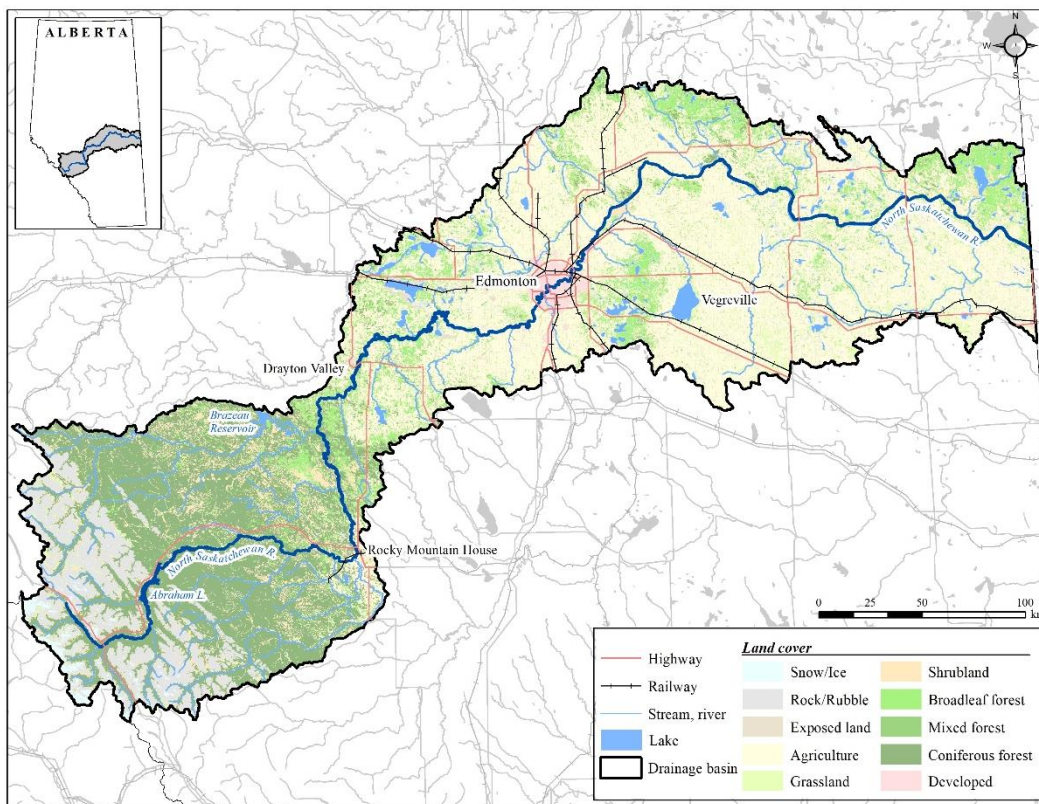 ALBERTA
N
W
S
North Saskatchewan R.
Edmonton
Vegreville
Drayton Valley
Brazeau
Reservoir
Rocky Mountain House
North Saskatchewan R.
Abraham L.
0 25 50 100
km
Highway
Railway
Stream, river
Lake
Drainage basin
Land cover
Snow/Ice
Rock/Rubble
Exposed land
Agriculture
Grassland
Shrubland
Broadleaf forest
Mixed forest
Coniferous forest
Developed